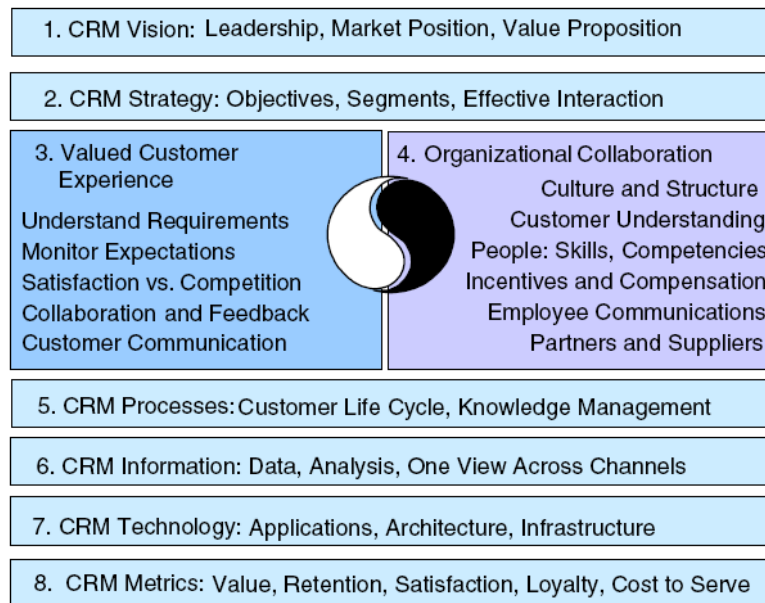 1. CRM Vision: Leadership, Market Position, Value Proposition
2. CRM Strategy: Objectives, Segments, Effective Interaction
3. Valued Customer
Experience
Understand Requirements
Monitor Expectations
Satisfaction vs. Competition
Collaboration and Feedback
Customer Communication
4. Organizational Collaboration
Culture and Structure
Customer Understanding
People: Skills, Competencies
Incentives and Compensation
Employee Communications
Partners and Suppliers
5. CRM Processes: Customer Life Cycle, Knowledge Management
6. CRM Information: Data, Analysis, One View Across Channels
7. CRM Technology: Applications, Architecture, Infrastructure
8. CRM Metrics: Value, Retention, Satisfaction, Loyalty, Cost to Serve